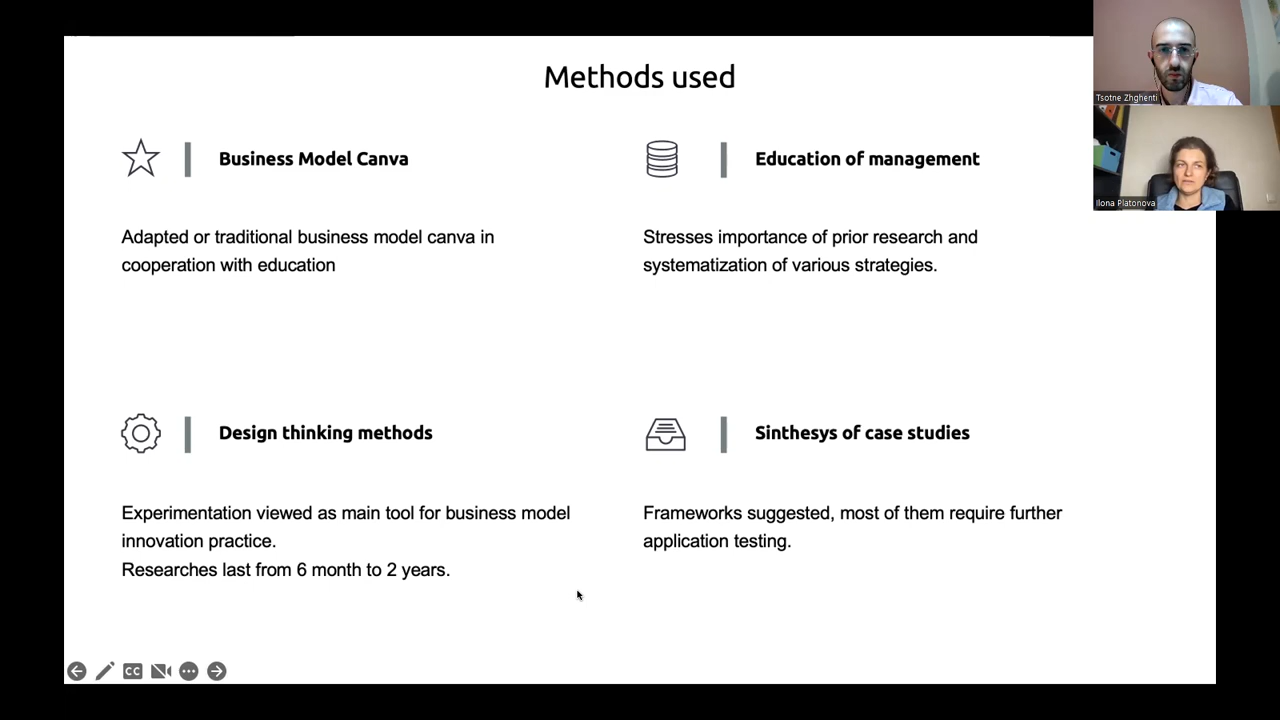 Methods used
Business Model Canva
Adapted or traditional business model canva in
cooperation with education
Education of management
Stresses importance of prior research and
systematization of various strategies.
Design thinking methods
Experimentation viewed as main tool for business model
innovation practice.
Researches last from 6 month to 2 years.
Sinthesys of case studies
Frameworks suggested, most of them require further
application testing.
Tsotne Zhghenti
Ilona Platonova
CC